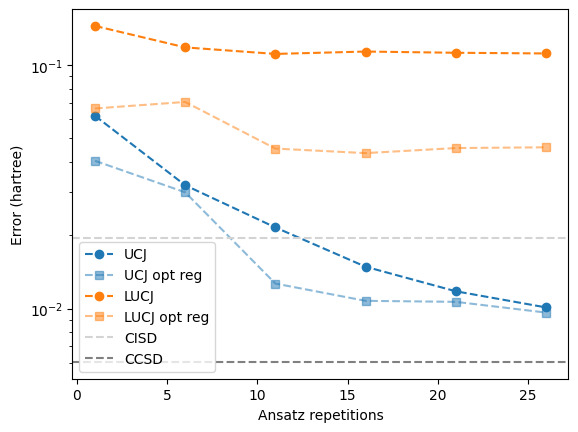 Error (hartree)
10⁻¹
10⁻²
UCJ
UCJ opt reg
LUCJ
LUCJ opt reg
CISD
CCSD
0 5 10 15 20 25
Ansatz repetitions